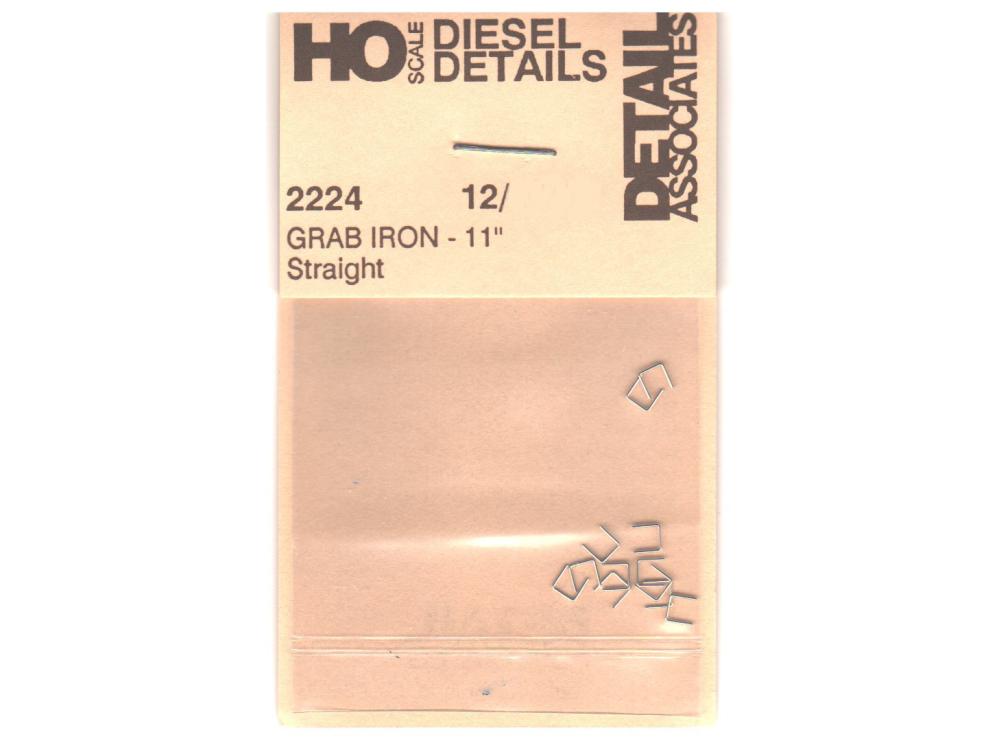 HO SCALE DIESEL DETAILS
DETAIL ASSOCIATES
2224 12/
GRAB IRON - 11"
Straight